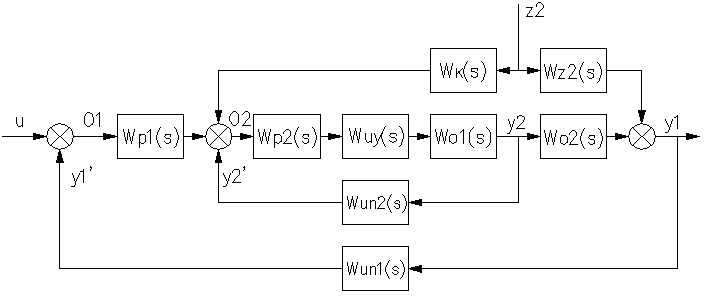 z2
Wк(s)
Wz2(s)
u
O1
Wp1(s)
O2
Wp2(s)
Wuy(s)
Wo1(s)
y2
Wo2(s)
y1
y1'
y2'
Wun2(s)
Wun1(s)